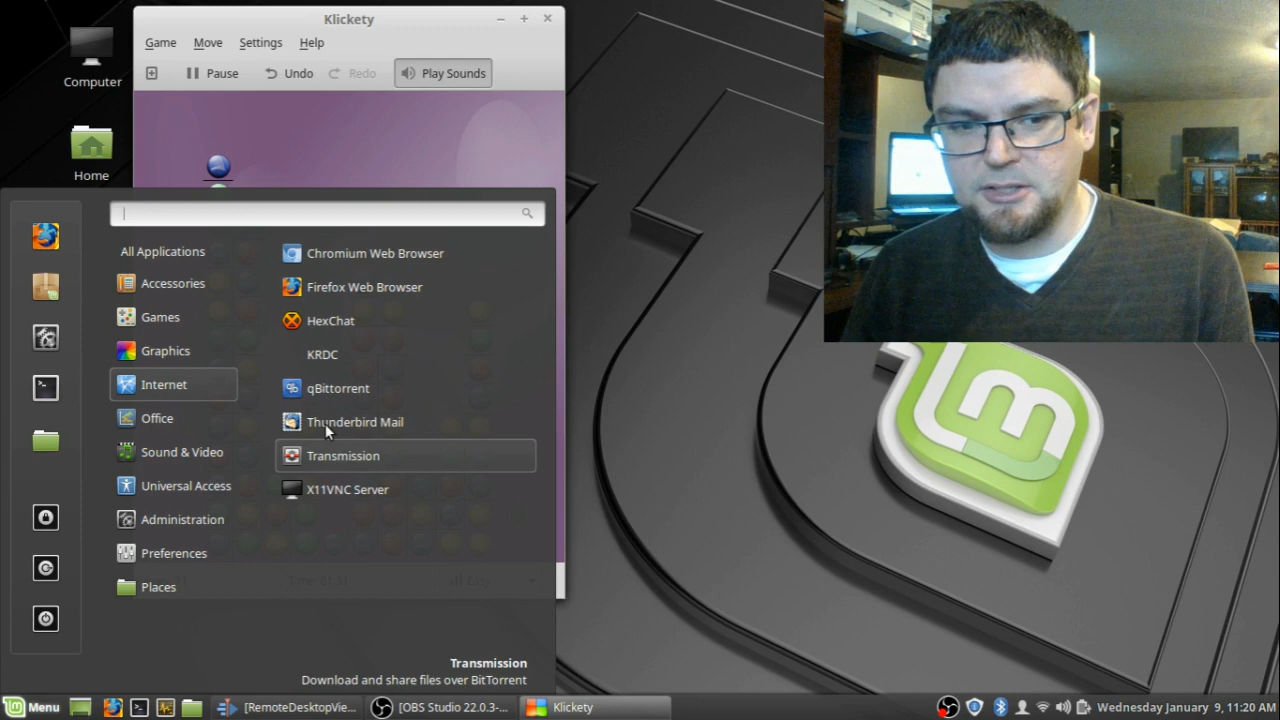 Klickety
Game Move Settings Help
Pause Undo Redo Play Sounds
Computer
Home
All Applications
Accessories
Games
Graphics
Internet
Office
Sound & Video
Universal Access
Administration
Preferences
Places
Chromium Web Browser
Firefox Web Browser
HexChat
KRDC
qBittorrent
Thunderbird Mail
Transmission
X11VNC Server
Transmission
Download and share files over BitTorrent
Menu
[RemoteDesktopVie...
[OBS Studio 22.0.3-...
Klickety
Wednesday January 9, 11:20 AM